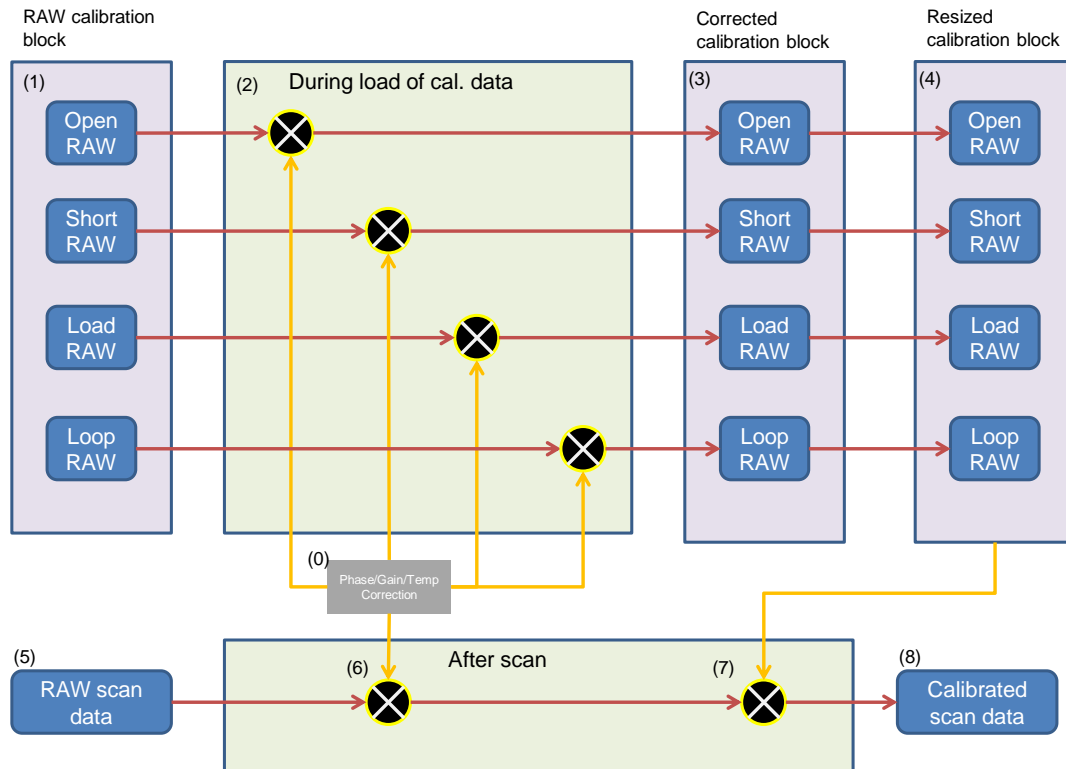 RAW calibration
block
Corrected
calibration block
Resized
calibration block
(1)
(2)
During load of cal. data
(3)
(4)
Open
RAW
Open
RAW
Open
RAW
Short
RAW
Short
RAW
Short
RAW
Load
RAW
Load
RAW
Load
RAW
Loop
RAW
Loop
RAW
Loop
RAW
(0)
Phase/Gain/Temp
Correction
(5)
RAW scan
data
After scan
(6)
(7)
(8)
Calibrated
scan data